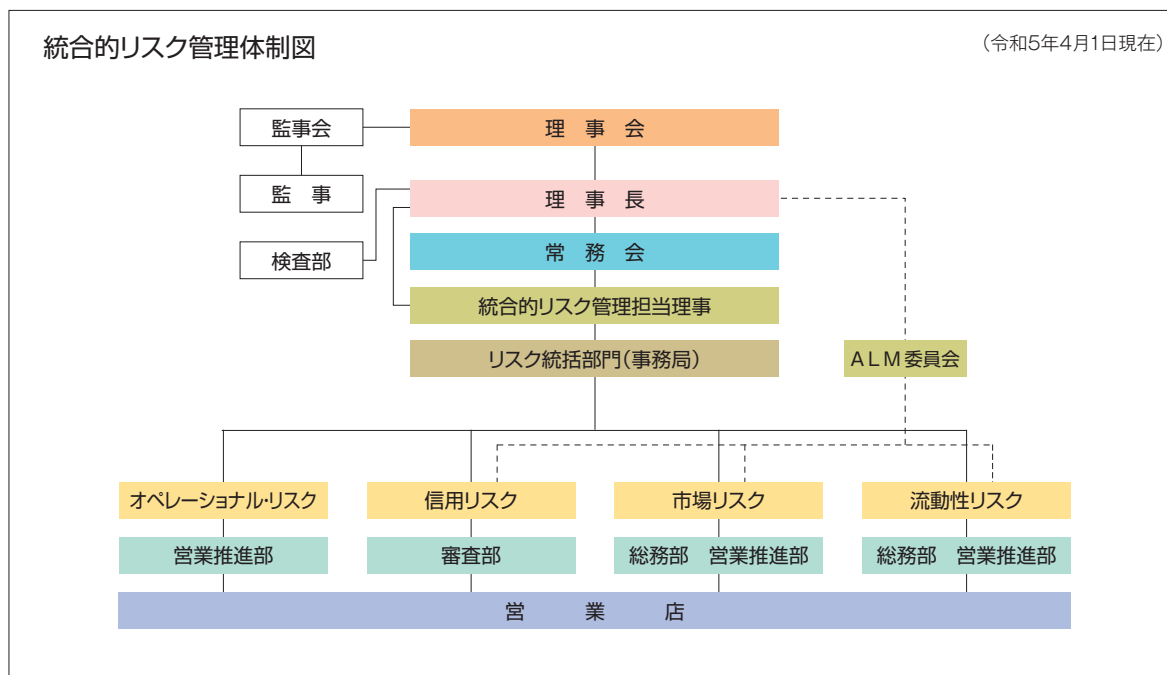 統合的リスク管理体制図
(令和5年4月1日現在)
監事会
理 事 会
監 事
理 事 長
検査部
常 務 会
統合的リスク管理担当理事
リスク統括部門(事務局)
ALM委員会
オペレーショナル・リスク
信用リスク
市場リスク
流動性リスク
営業推進部
審査部
総務部 営業推進部
総務部 営業推進部
営 業 店